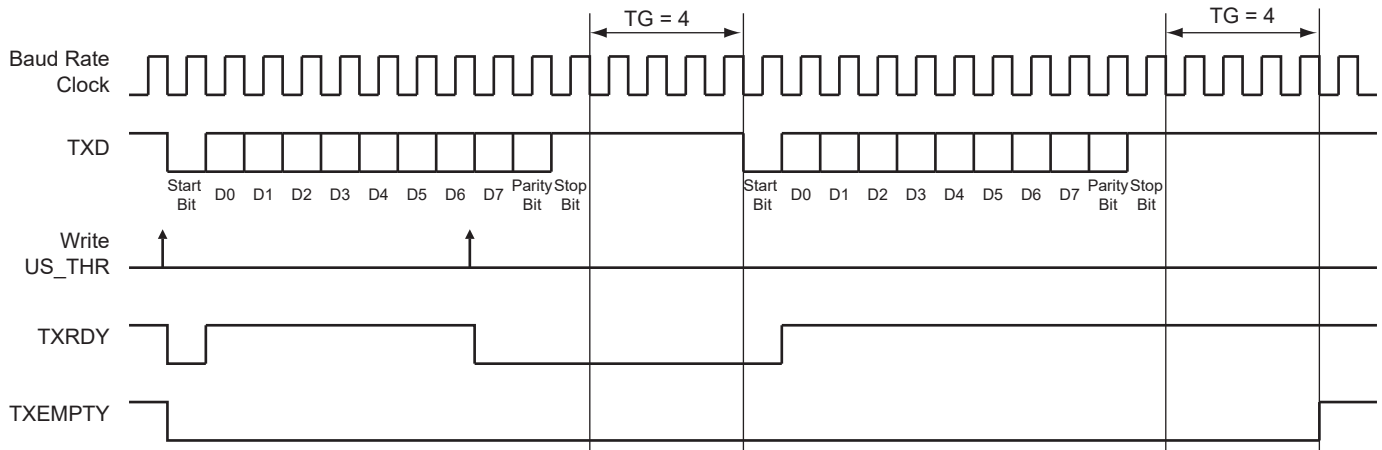 TG = 4
TG = 4
Baud Rate
Clock
TXD
Start
Bit
D0
D1
D2
D3
D4
D5
D6
D7
Parity
Bit
Stop
Bit
Start
Bit
D0
D1
D2
D3
D4
D5
D6
D7
Parity
Bit
Stop
Bit
Write
US_THR
TXRDY
TXEMPTY